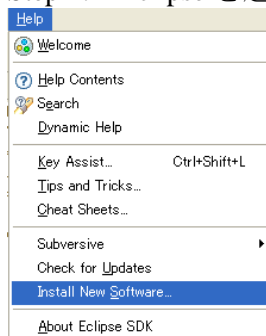 Help
Welcome
Help Contents
Search
Dynamic Help
Key Assist... Ctrl+Shift+L
Tips and Tricks...
Cheat Sheets...
Subversive
Check for Updates
Install New Software...
About Eclipse SDK